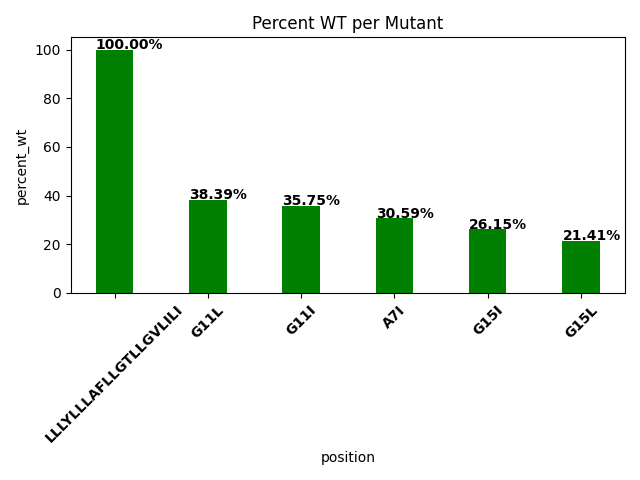 Percent WT per Mutant
percent_wt
100
80
60
40
20
0
100.00%
38.39%
35.75%
30.59%
26.15%
21.41%
LLLYLLLAFLLGTLLGVLILI
G11L
G11I
A7I
G15I
G15L
position